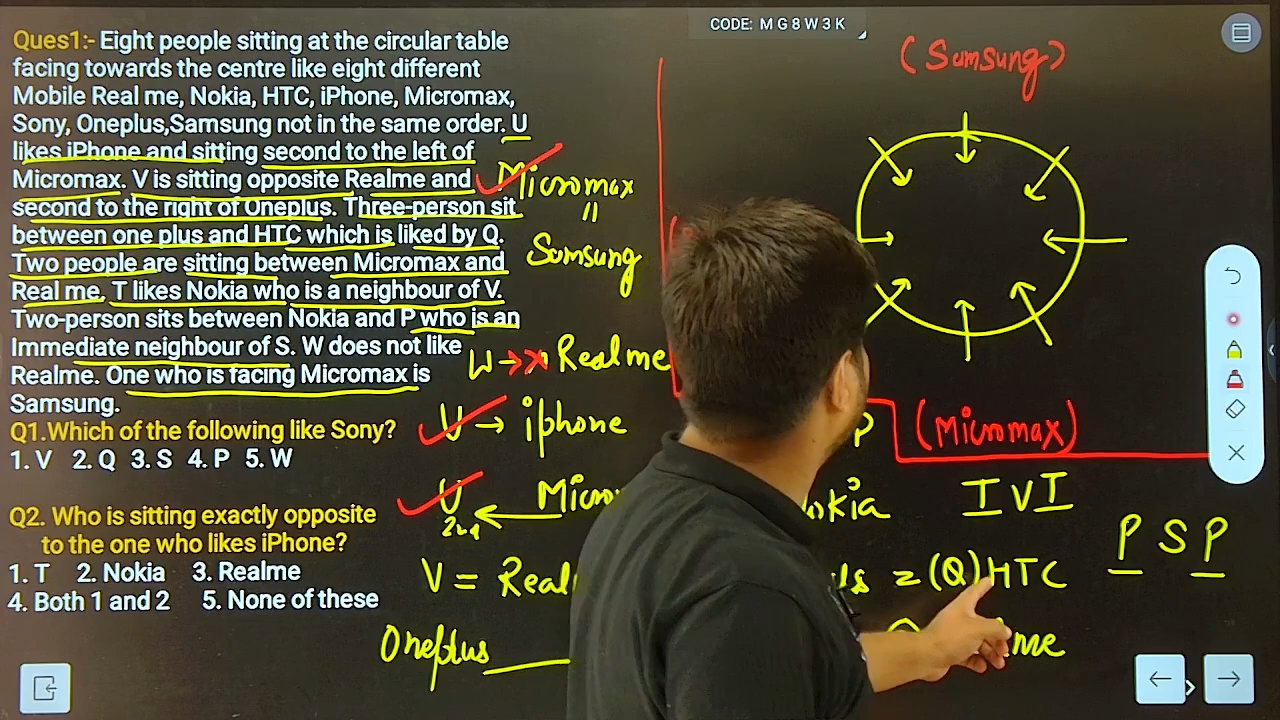 CODE: M G 8 W 3 K
Ques1:- Eight people sitting at the circular table
facing towards the centre like eight different
Mobile Real me, Nokia, HTC, iPhone, Micromax,
Sony, Oneplus,Samsung not in the same order. U
likes iPhone and sitting second to the left of
Micromax. V is sitting opposite Realme and
second to the right of Oneplus. Three-person sit
between one plus and HTC which is liked by Q.
Two people are sitting between Micromax and
Real me. T likes Nokia who is a neighbour of V.
Two-person sits between Nokia and P who is an
Immediate neighbour of S. W does not like
Realme. One who is facing Micromax is
Samsung.
Q1.Which of the following like Sony?
1. V 2. Q 3. S 4. P 5. W
Q2. Who is sitting exactly opposite
to the one who likes iPhone?
1. T 2. Nokia 3. Realme
4. Both 1 and 2 5. None of these
(Samsung)
Micromax
=
Samsung
W → x Realme
U → iphone
P
(Micromax)
U
2nd
T V T
V =
= (Q) HTC
P S P
Oneplus